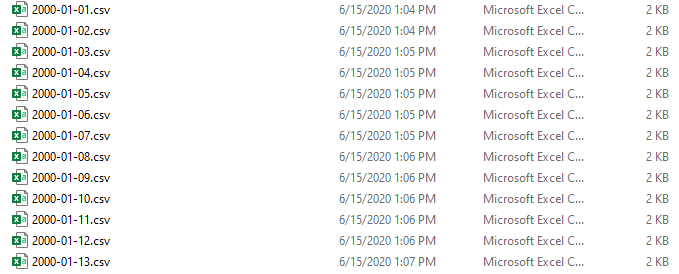 2000-01-01.csv 6/15/2020 1:04 PM Microsoft Excel C... 2 KB
2000-01-02.csv 6/15/2020 1:04 PM Microsoft Excel C... 2 KB
2000-01-03.csv 6/15/2020 1:05 PM Microsoft Excel C... 2 KB
2000-01-04.csv 6/15/2020 1:05 PM Microsoft Excel C... 2 KB
2000-01-05.csv 6/15/2020 1:05 PM Microsoft Excel C... 2 KB
2000-01-06.csv 6/15/2020 1:05 PM Microsoft Excel C... 2 KB
2000-01-07.csv 6/15/2020 1:05 PM Microsoft Excel C... 2 KB
2000-01-08.csv 6/15/2020 1:06 PM Microsoft Excel C... 2 KB
2000-01-09.csv 6/15/2020 1:06 PM Microsoft Excel C... 2 KB
2000-01-10.csv 6/15/2020 1:06 PM Microsoft Excel C... 2 KB
2000-01-11.csv 6/15/2020 1:06 PM Microsoft Excel C... 2 KB
2000-01-12.csv 6/15/2020 1:06 PM Microsoft Excel C... 2 KB
2000-01-13.csv 6/15/2020 1:07 PM Microsoft Excel C... 2 KB